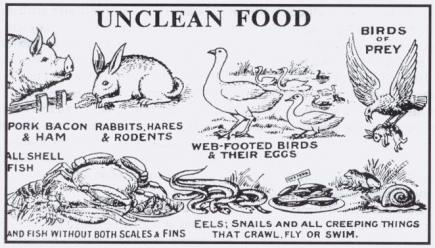 UNCLEAN FOOD
BIRDS
OF
PREY
PORK BACON
& HAM
RABBITS, HARES
& RODENTS
WEB-FOOTED BIRDS
& THEIR EGGS
ALL SHELL
FISH
AND FISH WITHOUT BOTH SCALES & FINS
EELS; SNAILS AND ALL CREEPING THINGS
THAT CRAWL, FLY OR SWIM.